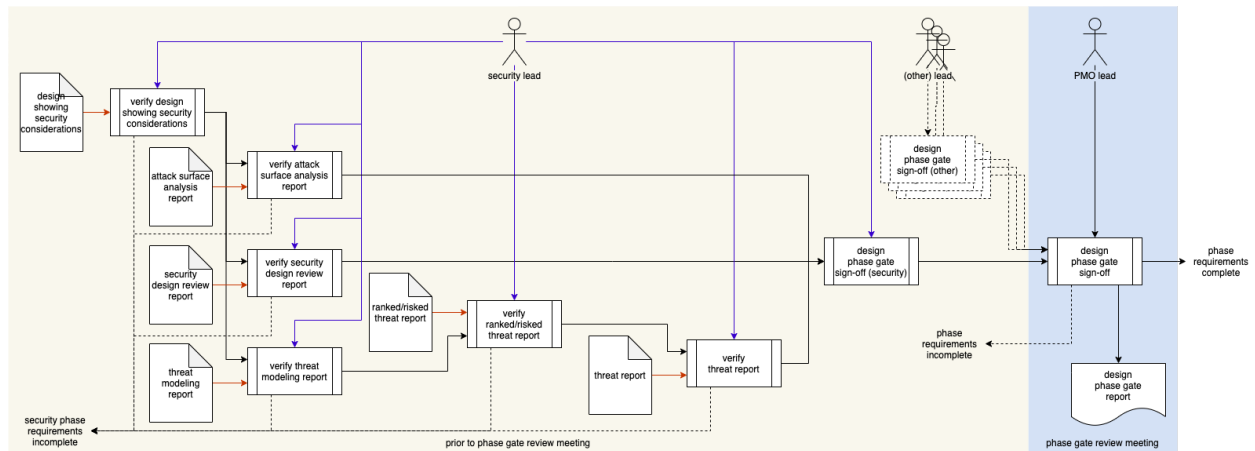 security lead
(other) lead
PMO lead
design
showing
security
considerations
verify design
showing security
considerations
attack surface
analysis
report
verify attack
surface analysis
report
design
phase gate
sign-off (other)
security
design review
report
verify security
design review
report
design
phase gate
sign-off (security)
design
phase gate
sign-off
phase
requirements
complete
ranked/risked
threat report
verify
ranked/risked
threat report
phase
requirements
incomplete
threat
modeling
report
verify threat
modeling report
threat report
verify
threat report
design
phase gate
report
security phase
requirements
incomplete
prior to phase gate review meeting
phase gate review meeting